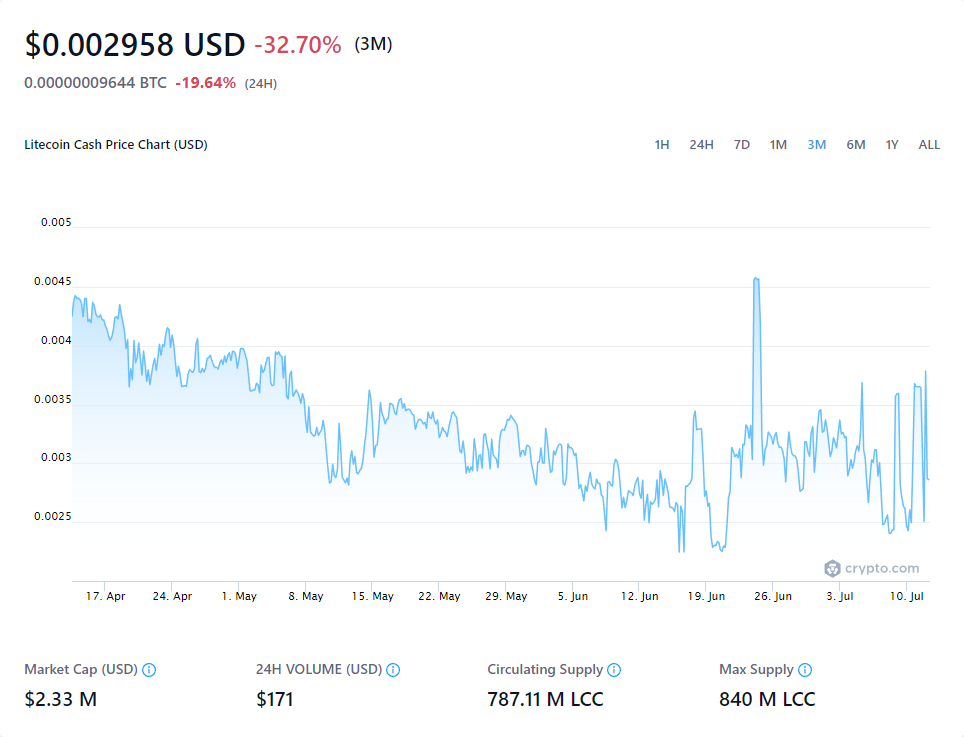 $0.002958 USD -32.70% (3M)
0.00000009644 BTC -19.64% (24H)
Litecoin Cash Price Chart (USD) 1H 24H 7D 1M 3M 6M 1Y ALL
0.005
0.0045
0.004
0.0035
0.003
0.0025
crypto.com
17. Apr 24. Apr 1. May 8. May 15. May 22. May 29. May 5. Jun 12. Jun 19. Jun 26. Jun 3. Jul 10. Jul
Market Cap (USD) 24H VOLUME (USD) Circulating Supply Max Supply
$2.33 M $171 787.11 M LCC 840 M LCC